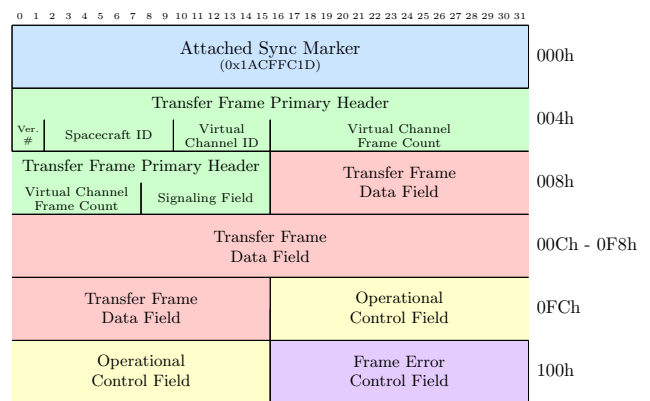 0 1 2 3 4 5 6 7 8 9 10 11 12 13 14 15 16 17 18 19 20 21 22 23 24 25 26 27 28 29 30 31
Attached Sync Marker
(0x1ACFFC1D)
000h
Transfer Frame Primary Header
Ver.
#
Spacecraft ID
Virtual
Channel ID
Virtual Channel
Frame Count
004h
Transfer Frame Primary Header
Virtual Channel
Frame Count
Signaling Field
Transfer Frame
Data Field
008h
Transfer Frame
Data Field
00Ch - 0F8h
Transfer Frame
Data Field
Operational
Control Field
0FCh
Operational
Control Field
Frame Error
Control Field
100h